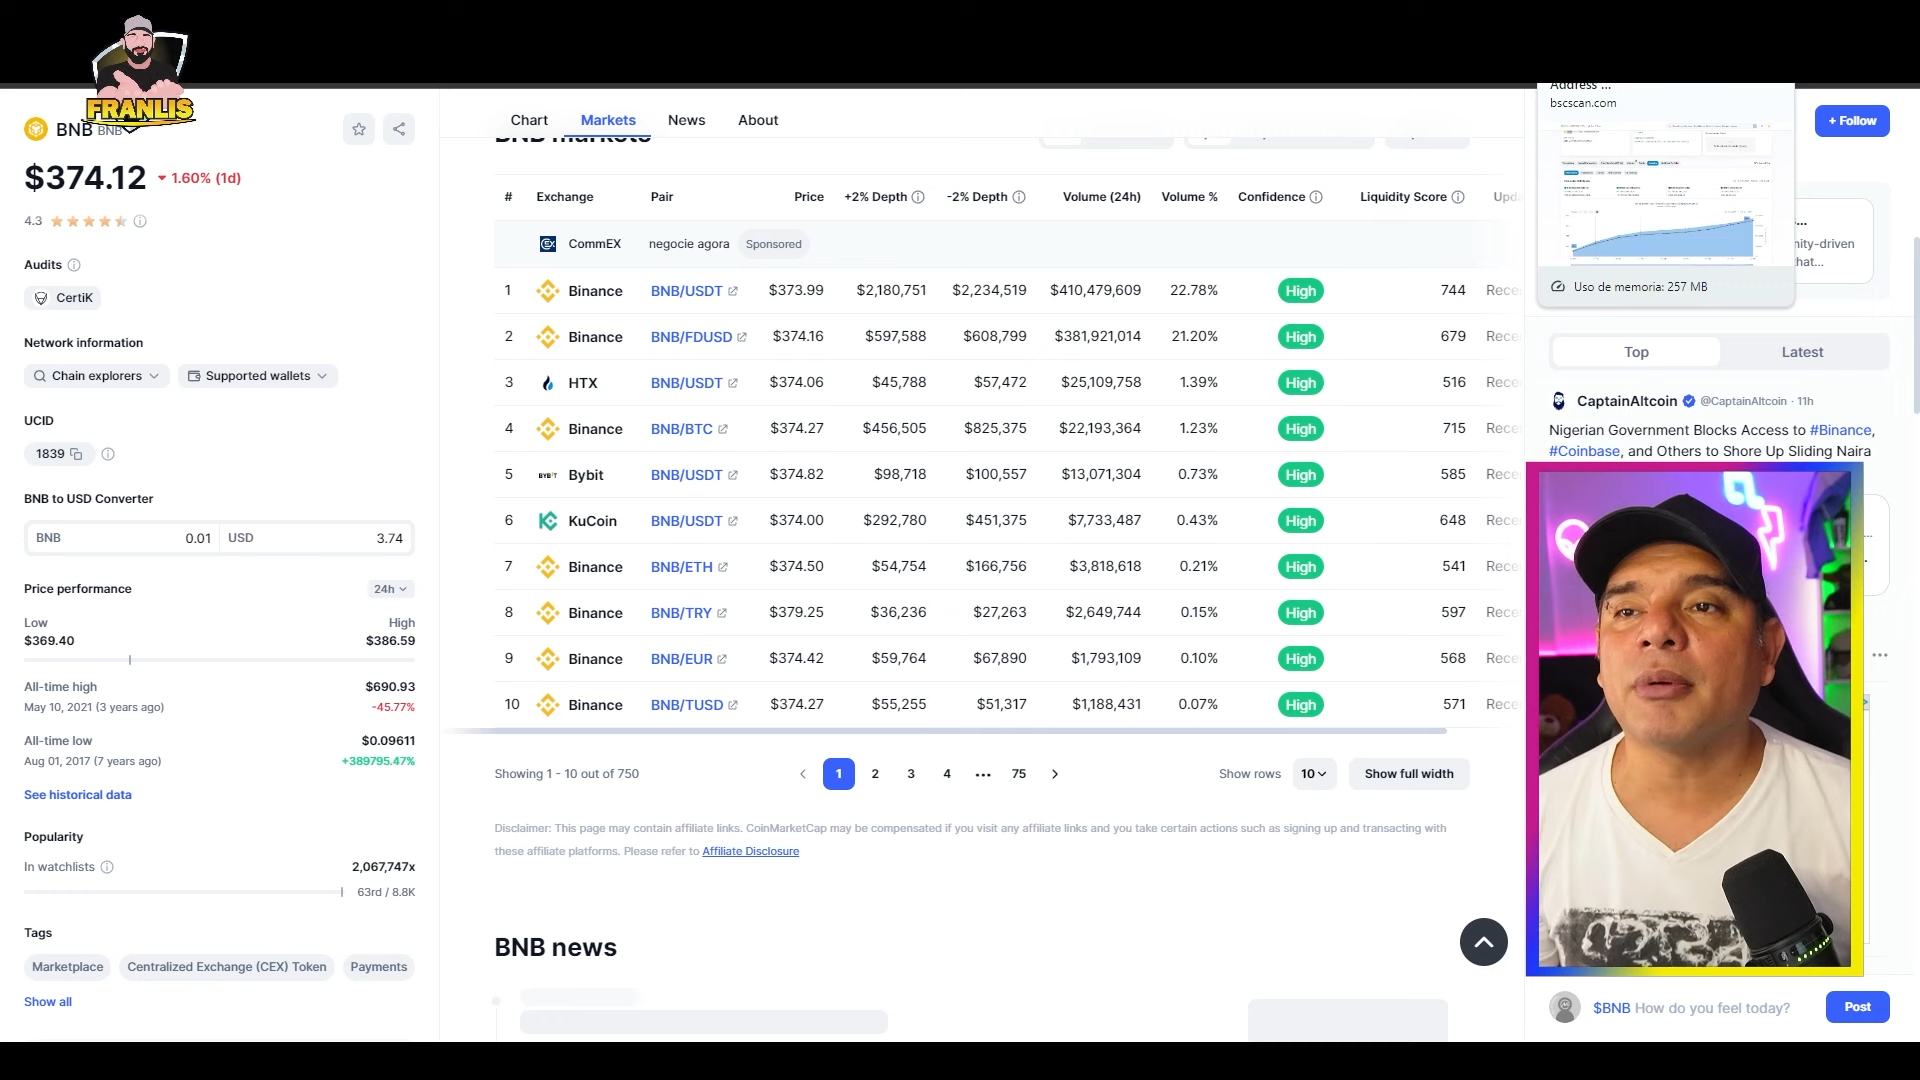 FRANLIS
BNB BNB
$374.12 1.60% (1d)
4.3
Audits
CertiK
Network information
Chain explorers Supported wallets
UCID
1839
BNB to USD Converter
BNB 0.01 USD 3.74
Price performance 24h
Low High
$369.40 $386.59
All-time high $690.93
May 10, 2021 (3 years ago) -45.77%
All-time low $0.09611
Aug 01, 2017 (7 years ago) +389795.47%
See historical data
Popularity
In watchlists 2,067,747x
63rd / 8.8K
Tags
Marketplace Centralized Exchange (CEX) Token Payments
Show all
Chart Markets News About
BNB markets
# Exchange Pair Price +2% Depth -2% Depth Volume (24h) Volume % Confidence Liquidity Score
CommEX negocie agora Sponsored
1 Binance BNB/USDT $373.99 $2,180,751 $2,234,519 $410,479,609 22.78% High 744
2 Binance BNB/FDUSD $374.16 $597,588 $608,799 $381,921,014 21.20% High 679
3 HTX BNB/USDT $374.06 $45,788 $57,472 $25,109,758 1.39% High 516
4 Binance BNB/BTC $374.27 $456,505 $825,375 $22,193,364 1.23% High 715
5 Bybit BNB/USDT $374.82 $98,718 $100,557 $13,071,304 0.73% High 585
6 KuCoin BNB/USDT $374.00 $292,780 $451,375 $7,733,487 0.43% High 648
7 Binance BNB/ETH $374.50 $54,754 $166,756 $3,818,618 0.21% High 541
8 Binance BNB/TRY $379.25 $36,236 $27,263 $2,649,744 0.15% High 597
9 Binance BNB/EUR $374.42 $59,764 $67,890 $1,793,109 0.10% High 568
10 Binance BNB/TUSD $374.27 $55,255 $51,317 $1,188,431 0.07% High 571
Showing 1 - 10 out of 750 1 2 3 4 ... 75 Show rows 10 Show full width
Disclaimer: This page may contain affiliate links. CoinMarketCap may be compensated if you visit any affiliate links and you take certain actions such as signing up and transacting with
these affiliate platforms. Please refer to Affiliate Disclosure
BNB news
Address ...
bscscan.com
Uso de memoria: 257 MB
+ Follow
nity-driven
hat...
Top Latest
CaptainAltcoin @CaptainAltcoin · 11h
Nigerian Government Blocks Access to #Binance,
#Coinbase, and Others to Shore Up Sliding Naira
$BNB How do you feel today? Post